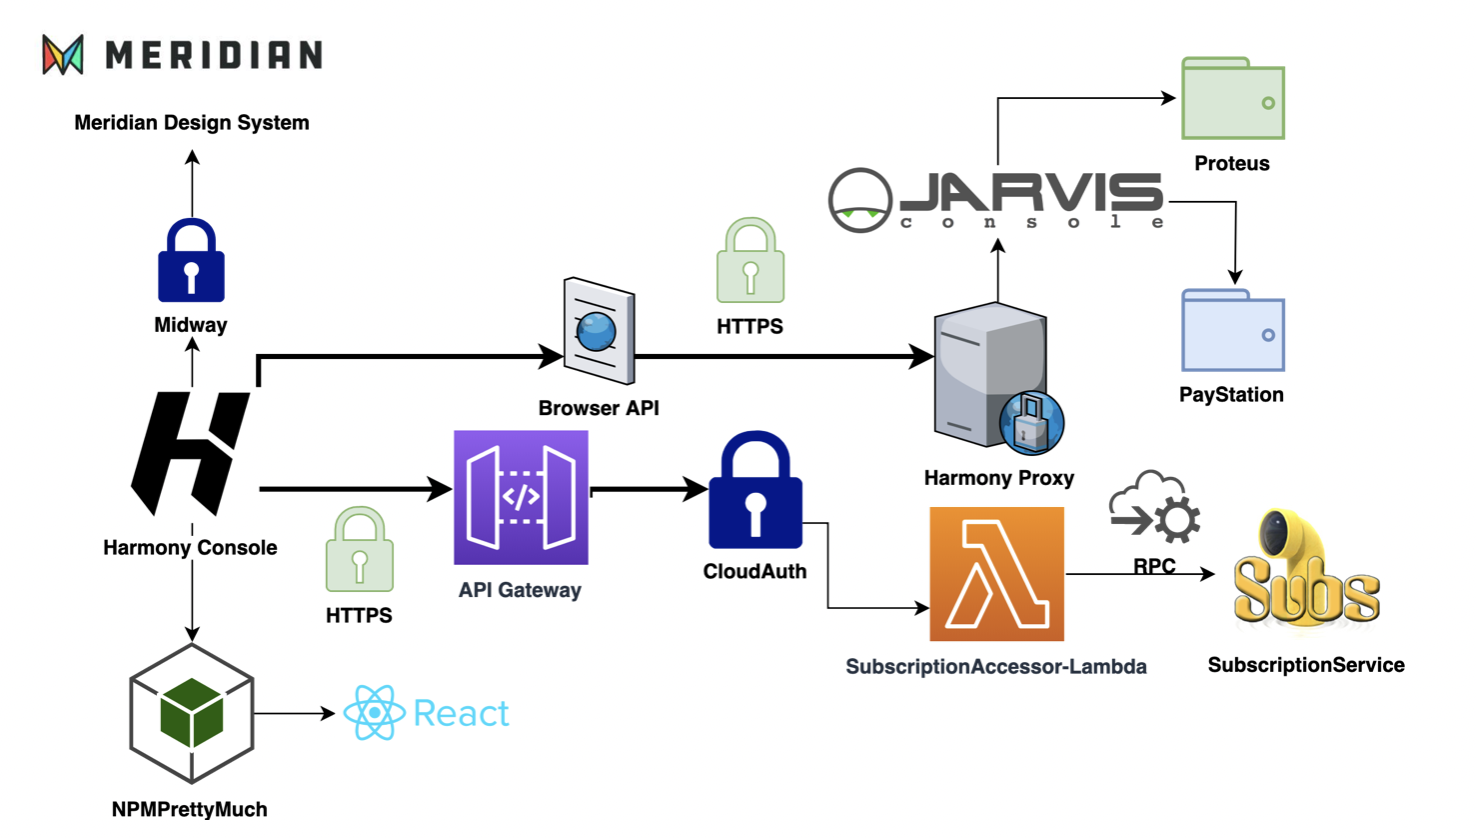 MERIDIAN
Meridian Design System
Proteus
JARVIS
console
Midway
HTTPS
PayStation
Browser API
Harmony Proxy
Harmony Console
API Gateway
HTTPS
CloudAuth
RPC
SubscriptionAccessor-Lambda
Subs
SubscriptionService
React
NPMPrettyMuch